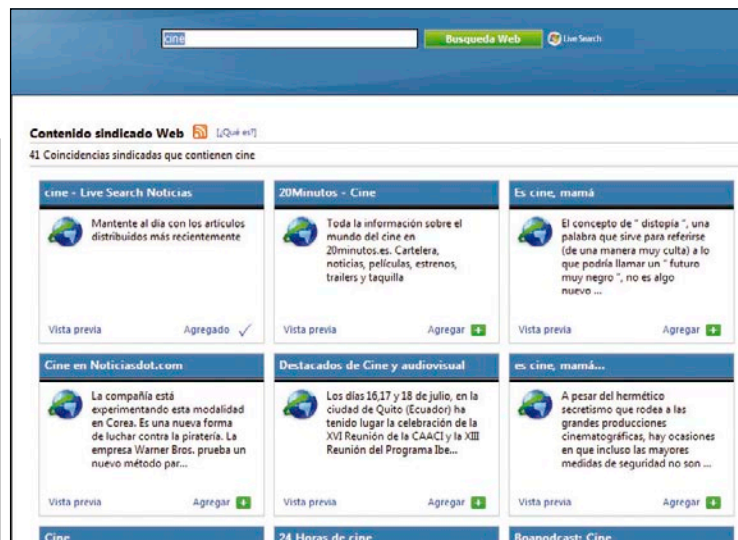 cine
Busqueda Web
Live Search
Contenido sindicado Web [¿Qué es?]
41 Coincidencias sindicadas que contienen cine
cine - Live Search Noticias
Mantente al día con los artículos
distribuidos más recientemente
Vista previa
Agregado
20Minutos - Cine
Toda la información sobre el
mundo del cine en
20minutos.es. Cartelera,
noticias, películas, estrenos,
trailers y taquilla
Vista previa
Agregar
Es cine, mamá
El concepto de " distopía ", una
palabra que sirve para referirse
(de una manera muy culta) a lo
que podría llamar un " futuro
muy negro ", no es algo
nuevo ...
Vista previa
Agregar
Cine en Noticiasdot.com
La compañía está
experimentando esta modalidad
en Corea. Es una nueva forma
de luchar contra la piratería. La
empresa Warner Bros. prueba un
nuevo método par...
Vista previa
Agregar
Destacados de Cine y audiovisual
Los días 16,17 y 18 de julio, en la
ciudad de Quito (Ecuador) ha
tenido lugar la celebración de la
XVI Reunión de la CAACI y la XIII
Reunión del Programa Ibe...
Vista previa
Agregar
es cine, mamá...
A pesar del hermético
secretismo que rodea a las
grandes producciones
cinematográficas, hay ocasiones
en que incluso las mayores
medidas de seguridad no son ...
Vista previa
Agregar
Cine
24 Horas de cine
Boapodcast: Cine